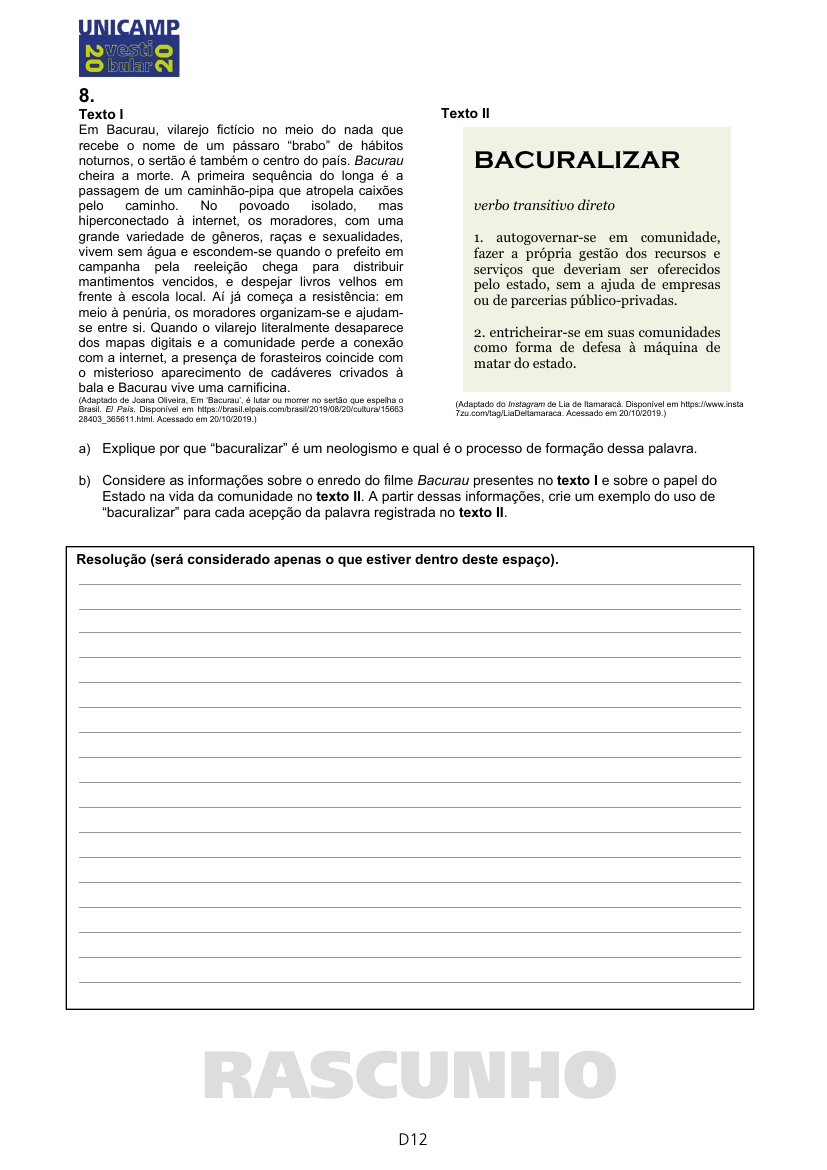 UNICAMP
20 vesti bular 20
8.
Texto I
Em Bacurau, vilarejo fictício no meio do nada que
recebe o nome de um pássaro “brabo” de hábitos
noturnos, o sertão é também o centro do país. Bacurau
cheira a morte. A primeira sequência do longa é a
passagem de um caminhão-pipa que atropela caixões
pelo caminho. No povoado isolado, mas
hiperconectado à internet, os moradores, com uma
grande variedade de gêneros, raças e sexualidades,
vivem sem água e escondem-se quando o prefeito em
campanha pela reeleição chega para distribuir
mantimentos vencidos, e despejar livros velhos em
frente à escola local. Aí já começa a resistência: em
meio à penúria, os moradores organizam-se e ajudam-
se entre si. Quando o vilarejo literalmente desaparece
dos mapas digitais e a comunidade perde a conexão
com a internet, a presença de forasteiros coincide com
o misterioso aparecimento de cadáveres crivados à
bala e Bacurau vive uma carnificina.
(Adaptado de Joana Oliveira, Em ‘Bacurau’, é lutar ou morrer no sertão que espelha o
Brasil. El País. Disponível em https://brasil.elpais.com/brasil/2019/08/20/cultura/15663
28403_365611.html. Acessado em 20/10/2019.)
Texto II
BACURALIZAR
verbo transitivo direto
1. autogovernar-se em comunidade,
fazer a própria gestão dos recursos e
serviços que deveriam ser oferecidos
pelo estado, sem a ajuda de empresas
ou de parcerias público-privadas.
2. entricheirar-se em suas comunidades
como forma de defesa à máquina de
matar do estado.
(Adaptado do Instagram de Lia de Itamaracá. Disponível em https://www.insta
7zu.com/tag/LiaDeItamaraca. Acessado em 20/10/2019.)
a) Explique por que “bacuralizar” é um neologismo e qual é o processo de formação dessa palavra.
b) Considere as informações sobre o enredo do filme Bacurau presentes no texto I e sobre o papel do
Estado na vida da comunidade no texto II. A partir dessas informações, crie um exemplo do uso de
“bacuralizar” para cada acepção da palavra registrada no texto II.
Resolução (será considerado apenas o que estiver dentro deste espaço).
RASCUNHO
D12